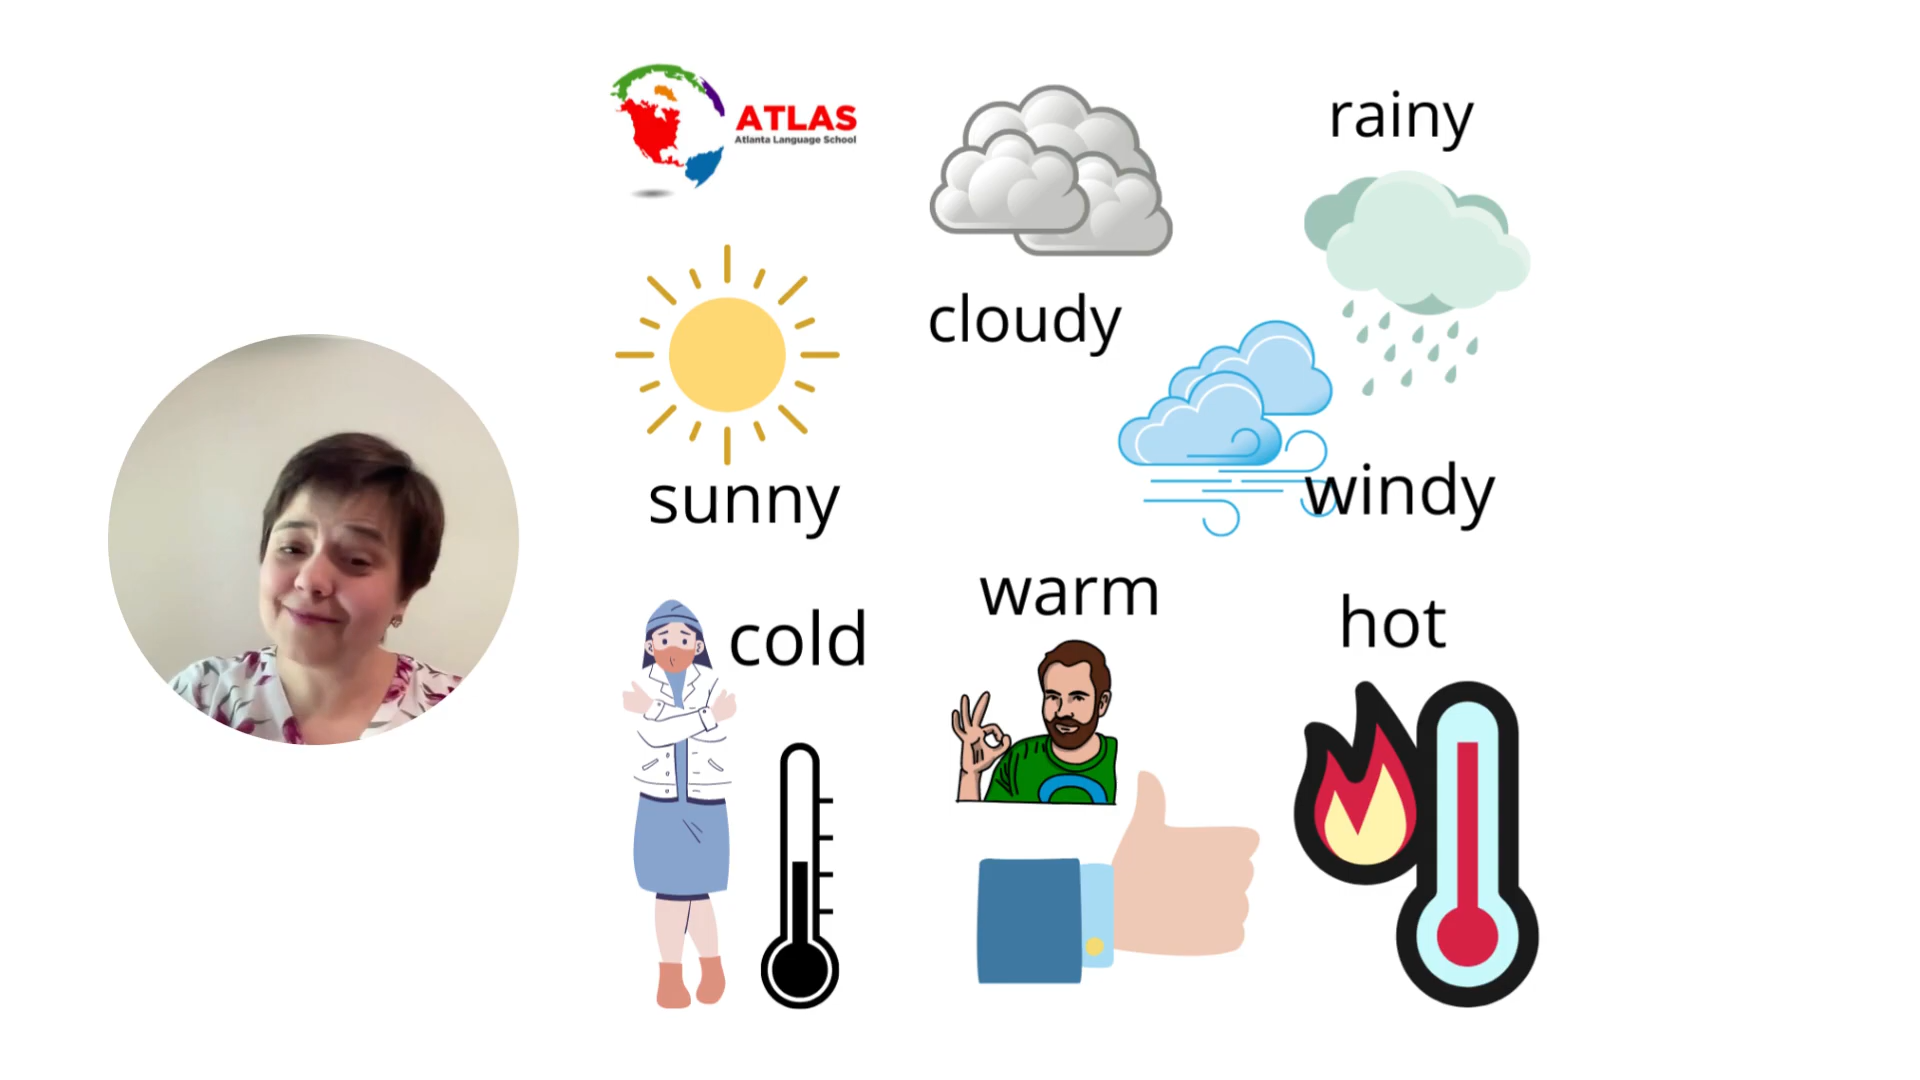 ATLAS
Atlanta Language School
rainy
cloudy
sunny
windy
cold
warm
hot